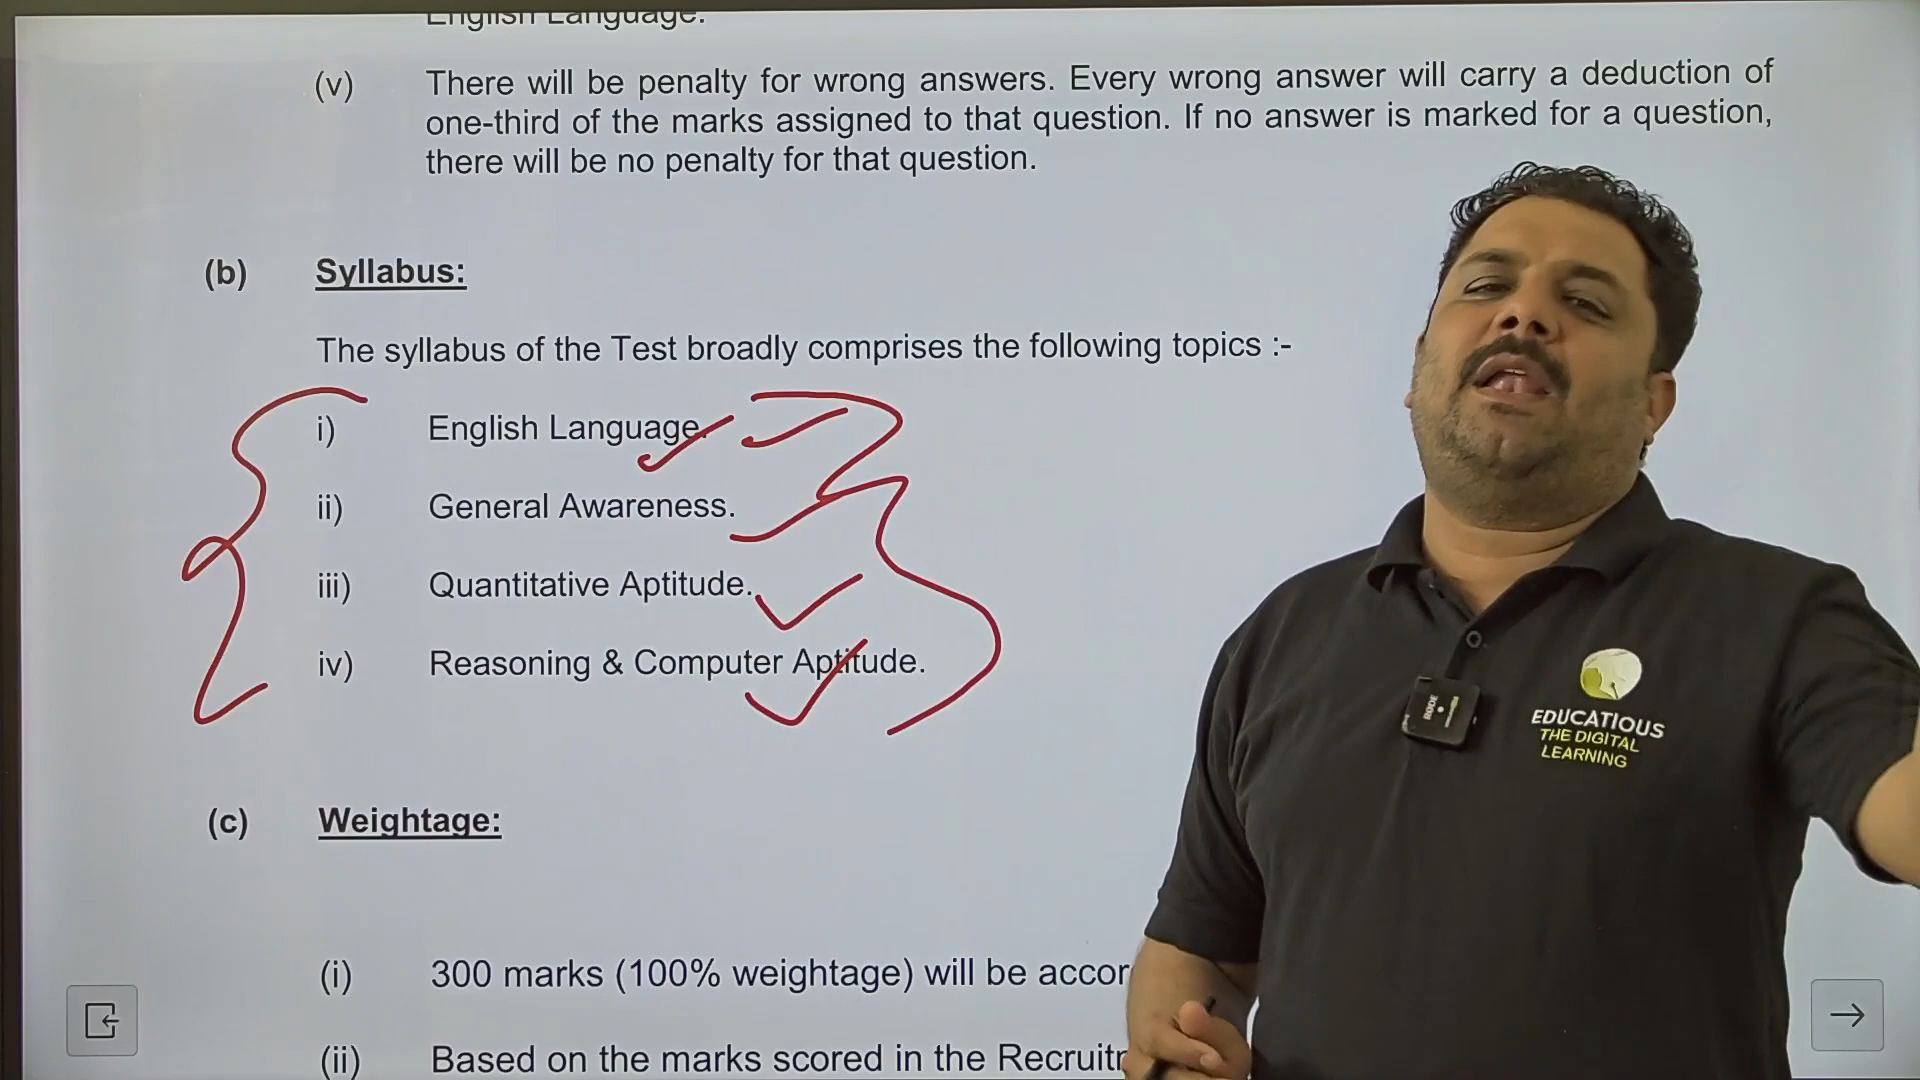 English Language.
(v) There will be penalty for wrong answers. Every wrong answer will carry a deduction of
one-third of the marks assigned to that question. If no answer is marked for a question,
there will be no penalty for that question.
(b) Syllabus:
The syllabus of the Test broadly comprises the following topics :-
i) English Language.
ii) General Awareness.
iii) Quantitative Aptitude.
iv) Reasoning & Computer Aptitude.
(c) Weightage:
(i) 300 marks (100% weightage) will be accor
(ii) Based on the marks scored in the Recruit
RODE
EDUCATIOUS
THE DIGITAL
LEARNING